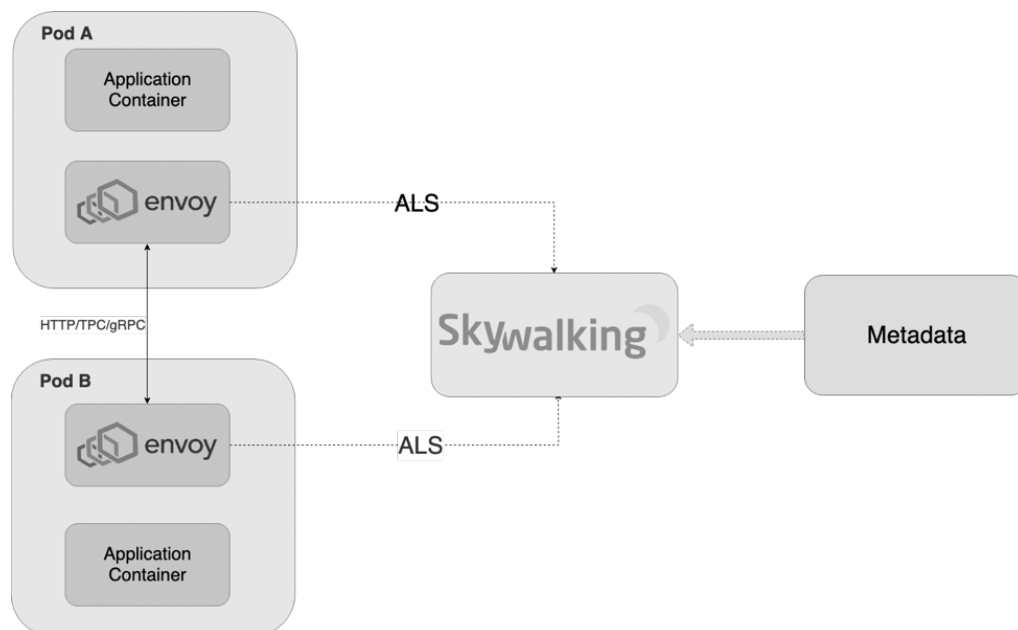 Pod A
Application
Container
envoy
ALS
HTTP/TPC/gRPC
Skywalking
Metadata
Pod B
envoy
ALS
Application
Container